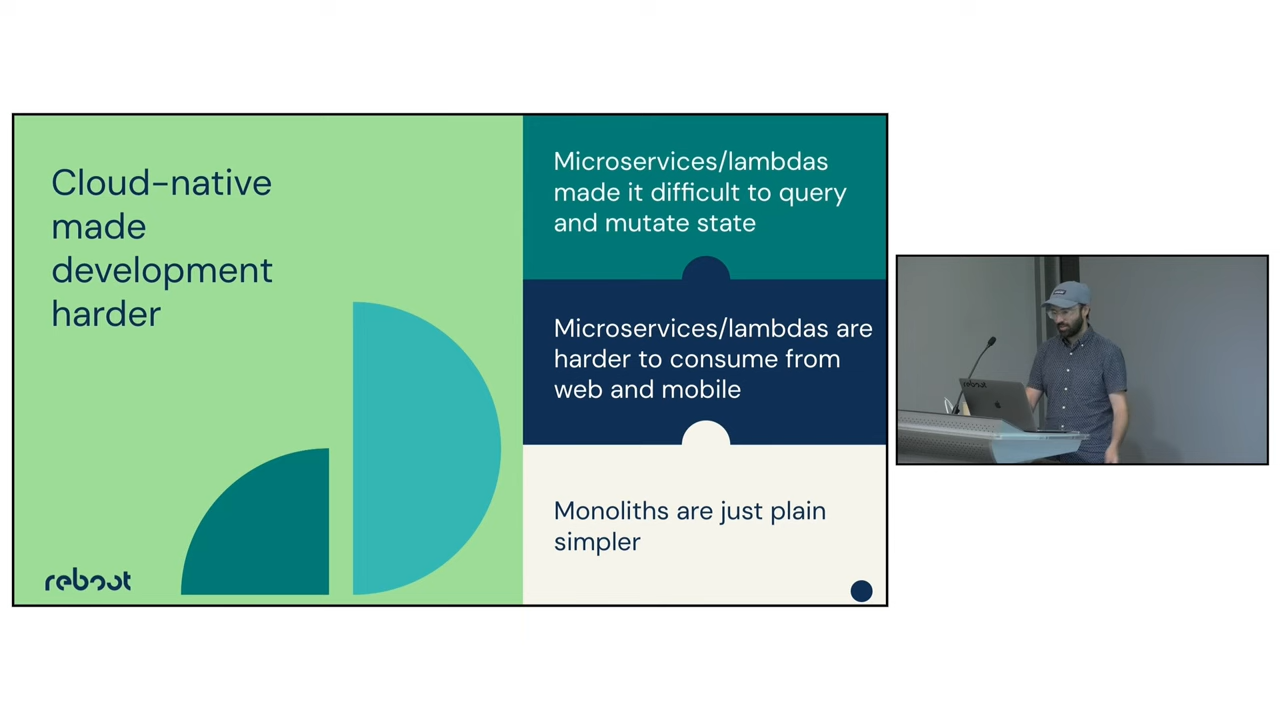 Cloud-native
made
development
harder
reboot
Microservices/lambdas
made it difficult to query
and mutate state
Microservices/lambdas are
harder to consume from
web and mobile
Monoliths are just plain
simpler
reboot